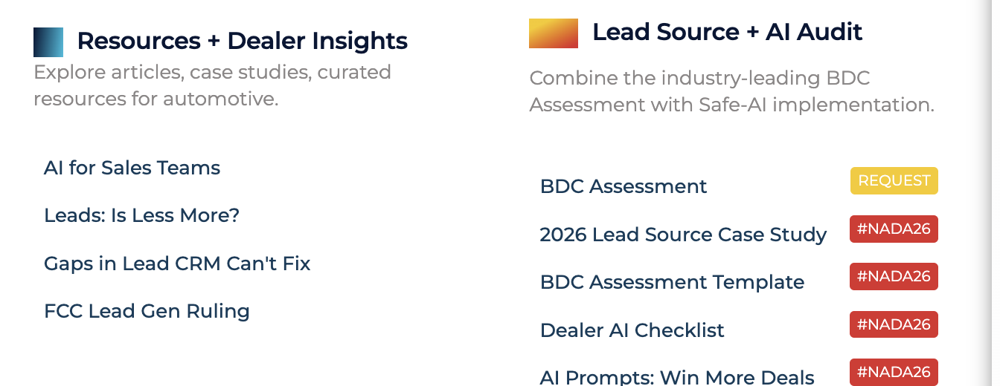 Resources + Dealer Insights
Explore articles, case studies, curated
resources for automotive.
AI for Sales Teams
Leads: Is Less More?
Gaps in Lead CRM Can't Fix
FCC Lead Gen Ruling
Lead Source + AI Audit
Combine the industry-leading BDC
Assessment with Safe-AI implementation.
BDC Assessment REQUEST
2026 Lead Source Case Study #NADA26
BDC Assessment Template #NADA26
Dealer AI Checklist #NADA26
AI Prompts: Win More Deals #NADA26